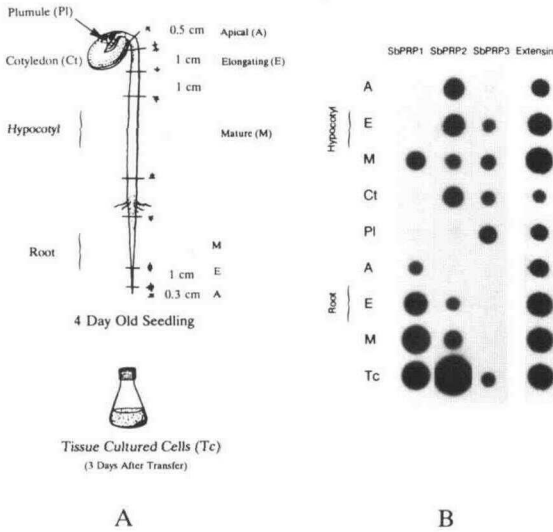 Plumule (Pl)
0.5 cm Apical (A)
Cotyledon (Ct)
1 cm Elongating (E)
1 cm
Hypocotyl
Mature (M)
Root
M
1 cm E
0.3 cm A
4 Day Old Seedling
Tissue Cultured Cells (Tc)
(3 Days After Transfer)
A
SbPRP1 SbPRP2 SbPRP3 Extensin
Hypocotyl
A
E
M
Ct
Pl
Root
A
E
M
Tc
B